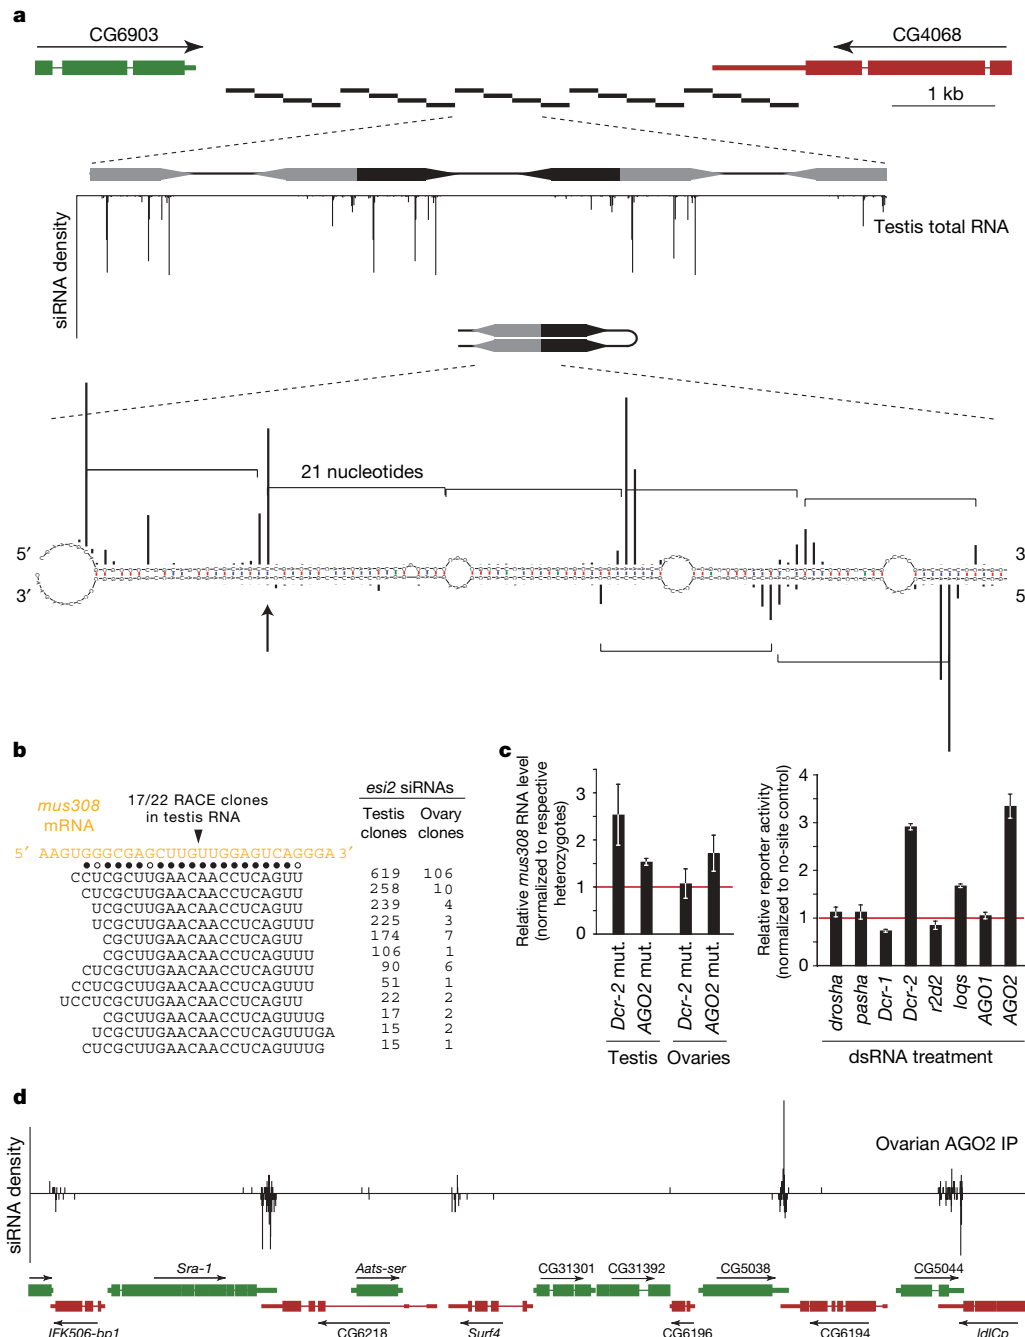 a
CG6903
CG4068
1 kb
siRNA density
Testis total RNA
21 nucleotides
5′
3
3′
5
b
mus308
mRNA
17/22 RACE clones
in testis RNA
esi2 siRNAs
Testis clones
Ovary clones
5′ AAGUGGGCGAGCUUGUUGGAGUCAGGGA 3′
CCUCGCUUGAACAACCUCAGUU 619 106
CUCGCUUGAACAACCUCAGUU 258 10
UCGCUUGAACAACCUCAGUU 239 4
UCGCUUGAACAACCUCAGUUU 225 3
CGCUUGAACAACCUCAGUU 174 7
CGCUUGAACAACCUCAGUUU 106 1
CUCGCUUGAACAACCUCAGUUU 90 6
CCUCGCUUGAACAACCUCAGUUU 51 1
UCCUCGCUUGAACAACCUCAGUU 22 2
CGCUUGAACAACCUCAGUUUG 17 2
UCGCUUGAACAACCUCAGUUUGA 15 2
CUCGCUUGAACAACCUCAGUUUG 15 1
c
Relative mus308 RNA level
(normalized to respective
heterozygotes)
3
2
1
0
Dcr-2 mut.
AGO2 mut.
Dcr-2 mut.
AGO2 mut.
Testis
Ovaries
Relative reporter activity
(normalized to no-site control)
4
3
2
1
0
drosha
pasha
Dcr-1
Dcr-2
r2d2
loqs
AGO1
AGO2
dsRNA treatment
d
siRNA density
Ovarian AGO2 IP
Sra-1
Aats-ser
CG31301
CG31392
CG5038
CG5044
IFK506-bp1
CG6218
Surf4
CG6196
CG6194
ldlCp